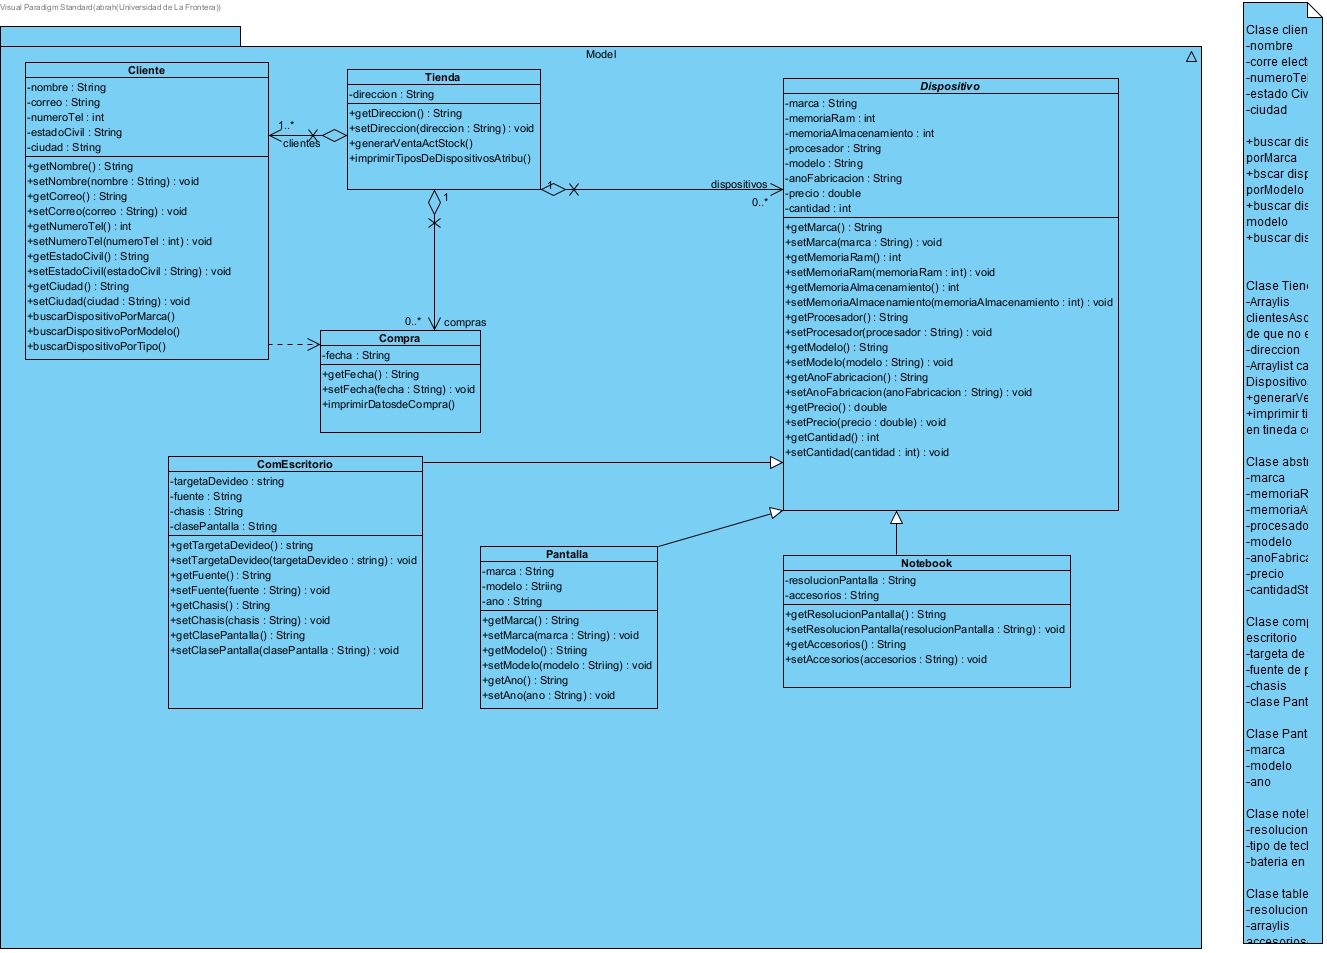 Visual Paradigm Standard(abrah(Universidad de La Frontera))
Model
Cliente
-nombre : String
-correo : String
-numeroTel : int
-estadoCivil : String
-ciudad : String
+getNombre() : String
+setNombre(nombre : String) : void
+getCorreo() : String
+setCorreo(correo : String) : void
+getNumeroTel() : int
+setNumeroTel(numeroTel : int) : void
+getEstadoCivil() : String
+setEstadoCivil(estadoCivil : String) : void
+getCiudad() : String
+setCiudad(ciudad : String) : void
+buscarDispositivoPorMarca()
+buscarDispositivoPorModelo()
+buscarDispositivoPorTipo()
1..*
clientes
Tienda
-direccion : String
+getDireccion() : String
+setDireccion(direccion : String) : void
+generarVentaActStock()
+imprimirTiposDeDispositivosAtribu()
1
1
dispositivos
0..*
0..*
compras
Compra
-fecha : String
+getFecha() : String
+setFecha(fecha : String) : void
+imprimirDatosdeCompra()
Dispositivo
-marca : String
-memoriaRam : int
-memoriaAlmacenamiento : int
-procesador : String
-modelo : String
-anoFabricacion : String
-precio : double
-cantidad : int
+getMarca() : String
+setMarca(marca : String) : void
+getMemoriaRam() : int
+setMemoriaRam(memoriaRam : int) : void
+getMemoriaAlmacenamiento() : int
+setMemoriaAlmacenamiento(memoriaAlmacenamiento : int) : void
+getProcesador() : String
+setProcesador(procesador : String) : void
+getModelo() : String
+setModelo(modelo : String) : void
+getAnoFabricacion() : String
+setAnoFabricacion(anoFabricacion : String) : void
+getPrecio() : double
+setPrecio(precio : double) : void
+getCantidad() : int
+setCantidad(cantidad : int) : void
ComEscritorio
-targetaDevideo : string
-fuente : String
-chasis : String
-clasePantalla : String
+getTargetaDevideo() : string
+setTargetaDevideo(targetaDevideo : string) : void
+getFuente() : String
+setFuente(fuente : String) : void
+getChasis() : String
+setChasis(chasis : String) : void
+getClasePantalla() : String
+setClasePantalla(clasePantalla : String) : void
Pantalla
-marca : String
-modelo : Striing
-ano : String
+getMarca() : String
+setMarca(marca : String) : void
+getModelo() : Striing
+setModelo(modelo : Striing) : void
+getAno() : String
+setAno(ano : String) : void
Notebook
-resolucionPantalla : String
-accesorios : String
+getResolucionPantalla() : String
+setResolucionPantalla(resolucionPantalla : String) : void
+getAccesorios() : String
+setAccesorios(accesorios : String) : void
Clase clien
-nombre
-corre elect
-numeroTel
-estado Civ
-ciudad
+buscar dis
porMarca
+bscar disp
porModelo
+buscar dis
modelo
+buscar dis
Clase Tien
-Arraylis
clientesAso
de que no e
-direccion
-Arraylist ca
Dispositivo
+generarVe
+imprimir ti
en tineda co
Clase abst
-marca
-memoriaR
-memoriaA
-procesado
-modelo
-anoFabrica
-precio
-cantidadSt
Clase comp
escritorio
-targeta de
-fuente de p
-chasis
-clase Pant
Clase Pant
-marca
-modelo
-ano
Clase notel
-resolucion
-tipo de tecl
-bateria en
Clase table
-resolucion
-arraylis
accesorios